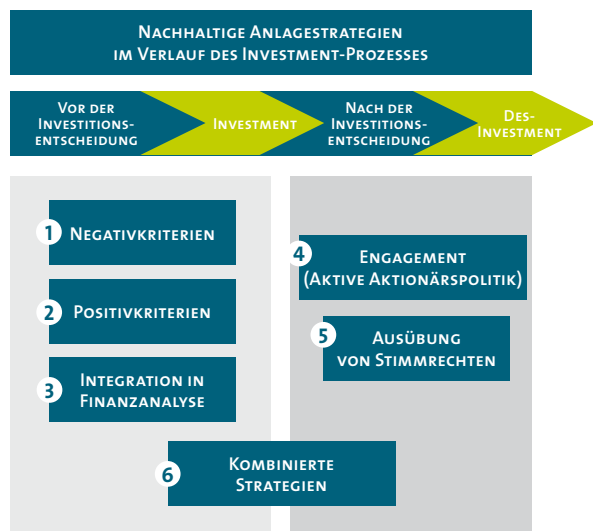 Nachhaltige Anlagestrategien
im Verlauf des Investment-Prozesses
Vor der
Investitions-
entscheidung
Investment
Nach der
Investitions-
entscheidung
Des-
Investment
1 Negativkriterien
2 Positivkriterien
3 Integration in
Finanzanalyse
4 Engagement
(Aktive Aktionärspolitik)
5 Ausübung
von Stimmrechten
6 Kombinierte
Strategien